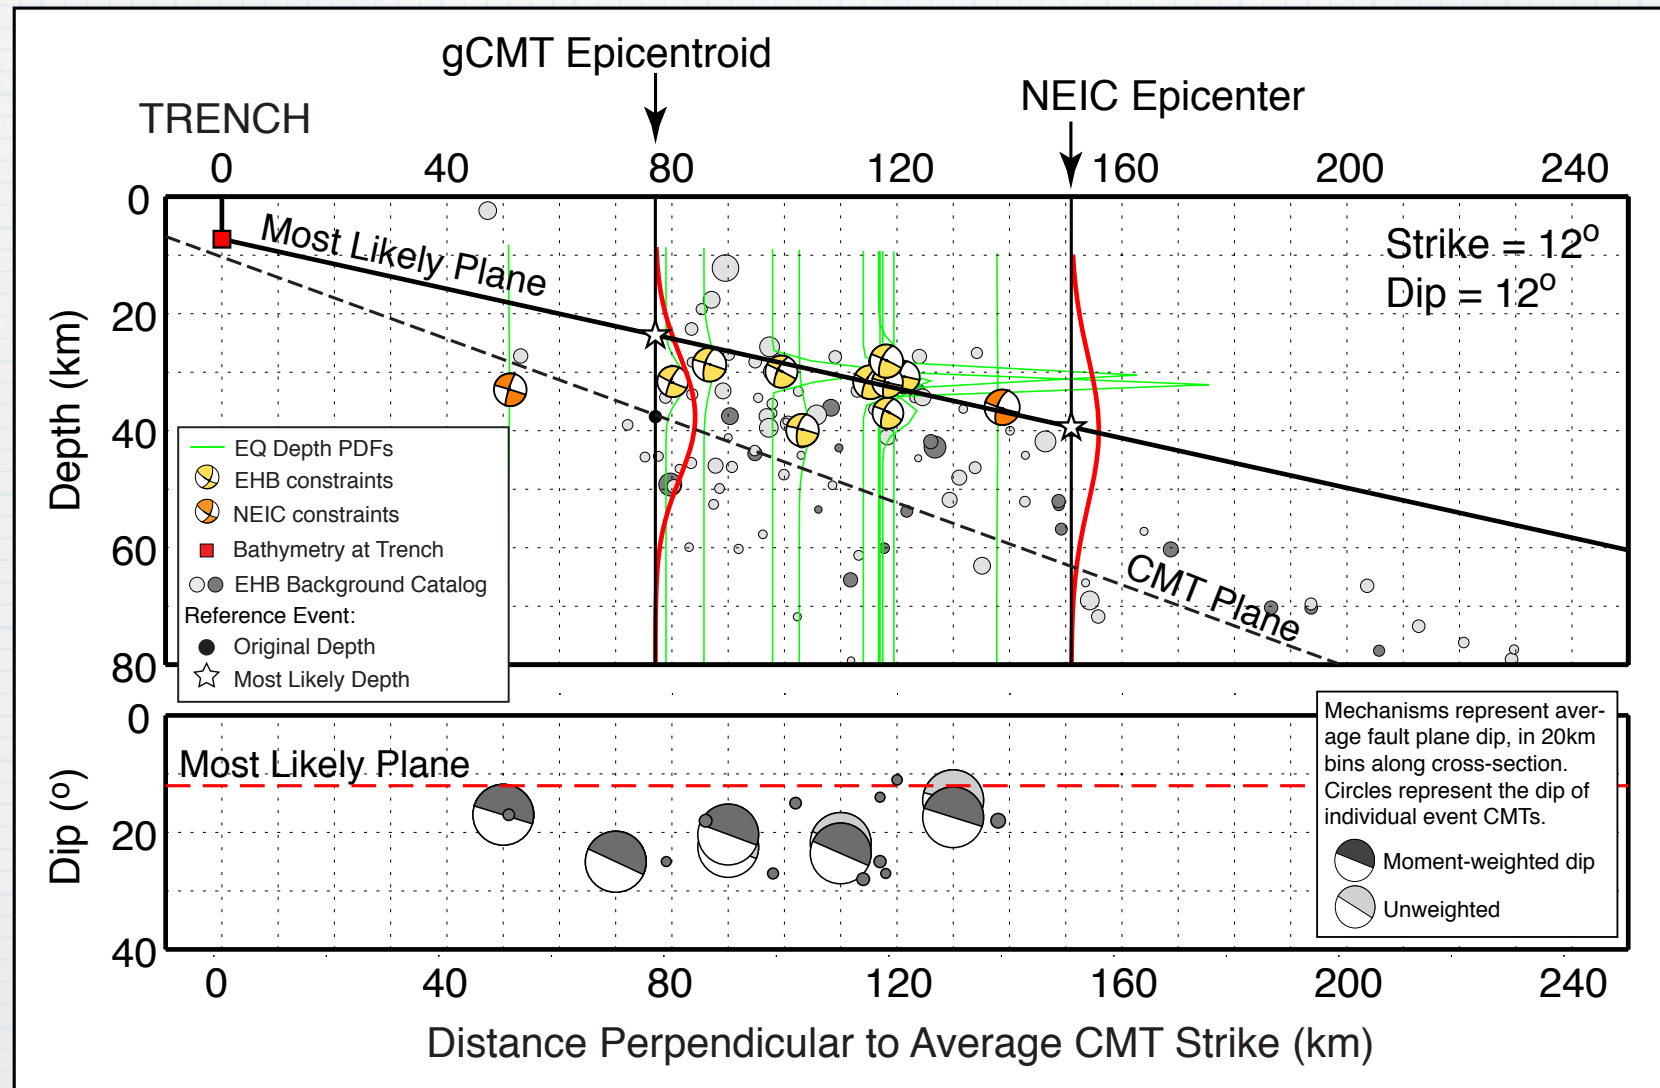 gCMT Epicentroid
NEIC Epicenter
TRENCH
0 40 80 120 160 200 240
0
20
40
60
80
Depth (km)
Most Likely Plane
Strike = 12o
Dip = 12o
CMT Plane
EQ Depth PDFs
EHB constraints
NEIC constraints
Bathymetry at Trench
EHB Background Catalog
Reference Event:
Original Depth
Most Likely Depth
0
20
40
Dip (o)
Most Likely Plane
Mechanisms represent aver-
age fault plane dip, in 20km
bins along cross-section.
Circles represent the dip of
individual event CMTs.
Moment-weighted dip
Unweighted
0 40 80 120 160 200 240
Distance Perpendicular to Average CMT Strike (km)